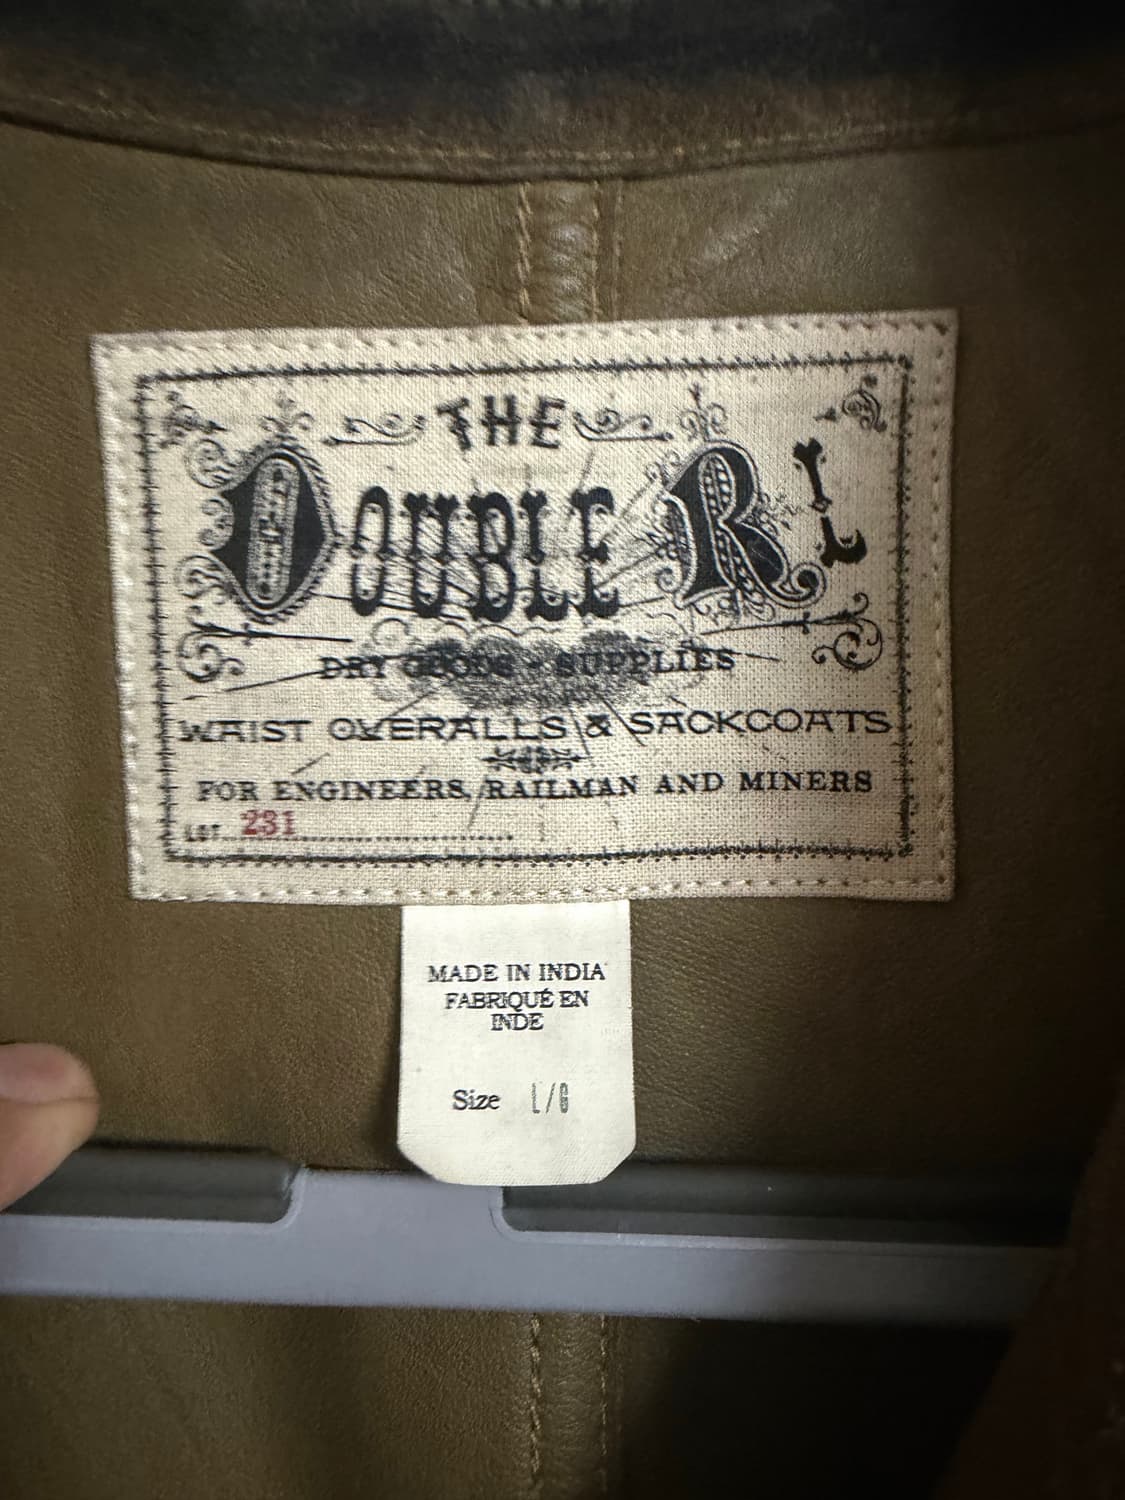 THE
DOUBLE RL
DRY GOODS - SUPPLIES
WAIST OVERALLS & SACKCOATS
FOR ENGINEERS, RAILMAN AND MINERS
LOT. 231
MADE IN INDIA
FABRIQUÉ EN
INDE
Size L/G